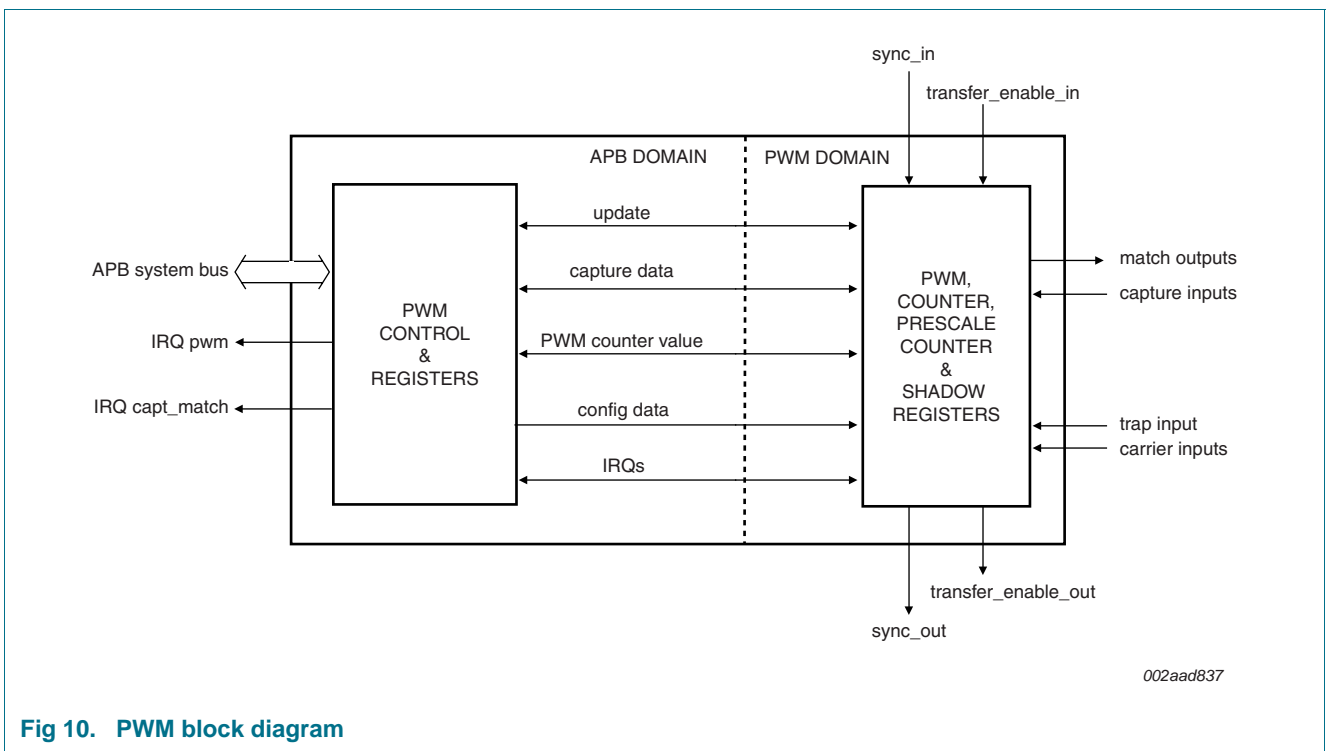 sync_in
transfer_enable_in
APB DOMAIN
PWM DOMAIN
update
APB system bus
capture data
match outputs
capture inputs
PWM
CONTROL
&
REGISTERS
PWM,
COUNTER,
PRESCALE
COUNTER
&
SHADOW
REGISTERS
IRQ pwm
PWM counter value
IRQ capt_match
config data
trap input
carrier inputs
IRQs
transfer_enable_out
sync_out
002aad837
Fig 10. PWM block diagram